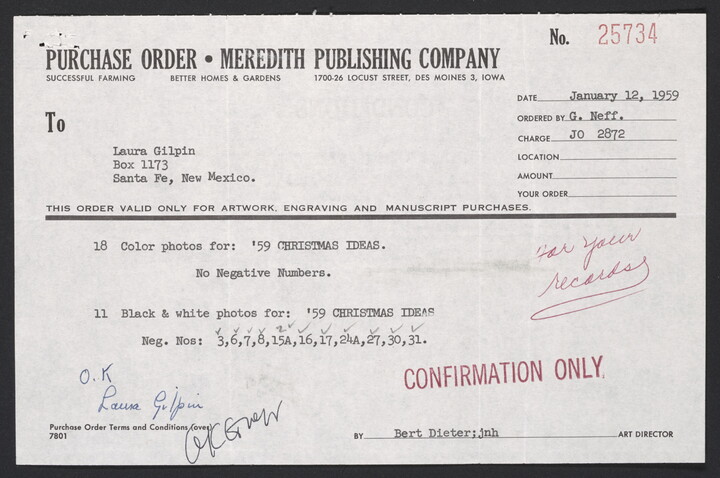 No. 25734
PURCHASE ORDER • MEREDITH PUBLISHING COMPANY
SUCCESSFUL FARMING BETTER HOMES & GARDENS 1700-26 LOCUST STREET, DES MOINES 3, IOWA
DATE January 12, 1959
ORDERED BY G. Neff.
CHARGE JO 2872
LOCATION
AMOUNT
YOUR ORDER
To
Laura Gilpin
Box 1173
Santa Fe, New Mexico.
THIS ORDER VALID ONLY FOR ARTWORK, ENGRAVING AND MANUSCRIPT PURCHASES.
18 Color photos for: '59 CHRISTMAS IDEAS.
No Negative Numbers.
For your
records
11 Black & white photos for: '59 CHRISTMAS IDEAS
Neg. Nos: 3,6,7,8,15A,16,17,24A,27,30,31.
CONFIRMATION ONLY.
O.K
Laura Gilpin
Purchase Order Terms and Conditions (over)
7801
OK
BY Bert Dieter;jnh ART DIRECTOR